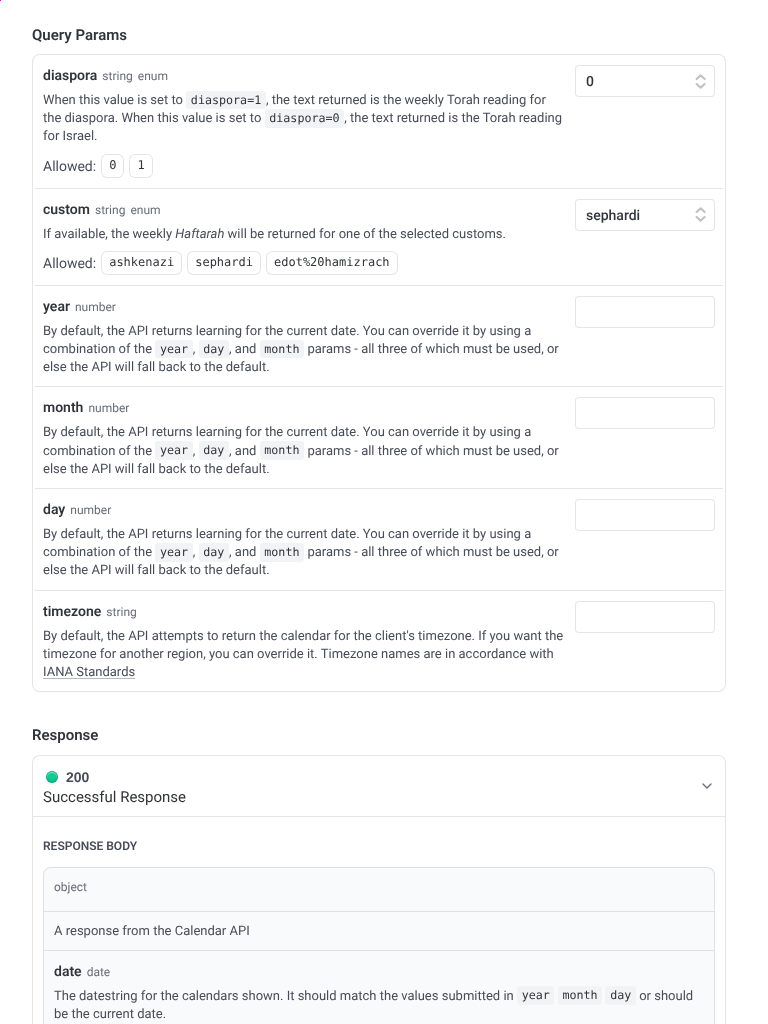 Query Params
diaspora string enum
0
When this value is set to diaspora=1, the text returned is the weekly Torah reading for
the diaspora. When this value is set to diaspora=0, the text returned is the Torah reading
for Israel.
Allowed: 0 1
custom string enum
sephardi
If available, the weekly Haftarah will be returned for one of the selected customs.
Allowed: ashkenazi sephardi edot%20hamizrach
year number
By default, the API returns learning for the current date. You can override it by using a
combination of the year, day, and month params - all three of which must be used, or
else the API will fall back to the default.
month number
By default, the API returns learning for the current date. You can override it by using a
combination of the year, day, and month params - all three of which must be used, or
else the API will fall back to the default.
day number
By default, the API returns learning for the current date. You can override it by using a
combination of the year, day, and month params - all three of which must be used, or
else the API will fall back to the default.
timezone string
By default, the API attempts to return the calendar for the client's timezone. If you want the
timezone for another region, you can override it. Timezone names are in accordance with
IANA Standards
Response
200
Successful Response
RESPONSE BODY
object
A response from the Calendar API
date date
The datestring for the calendars shown. It should match the values submitted in year month day or should
be the current date.